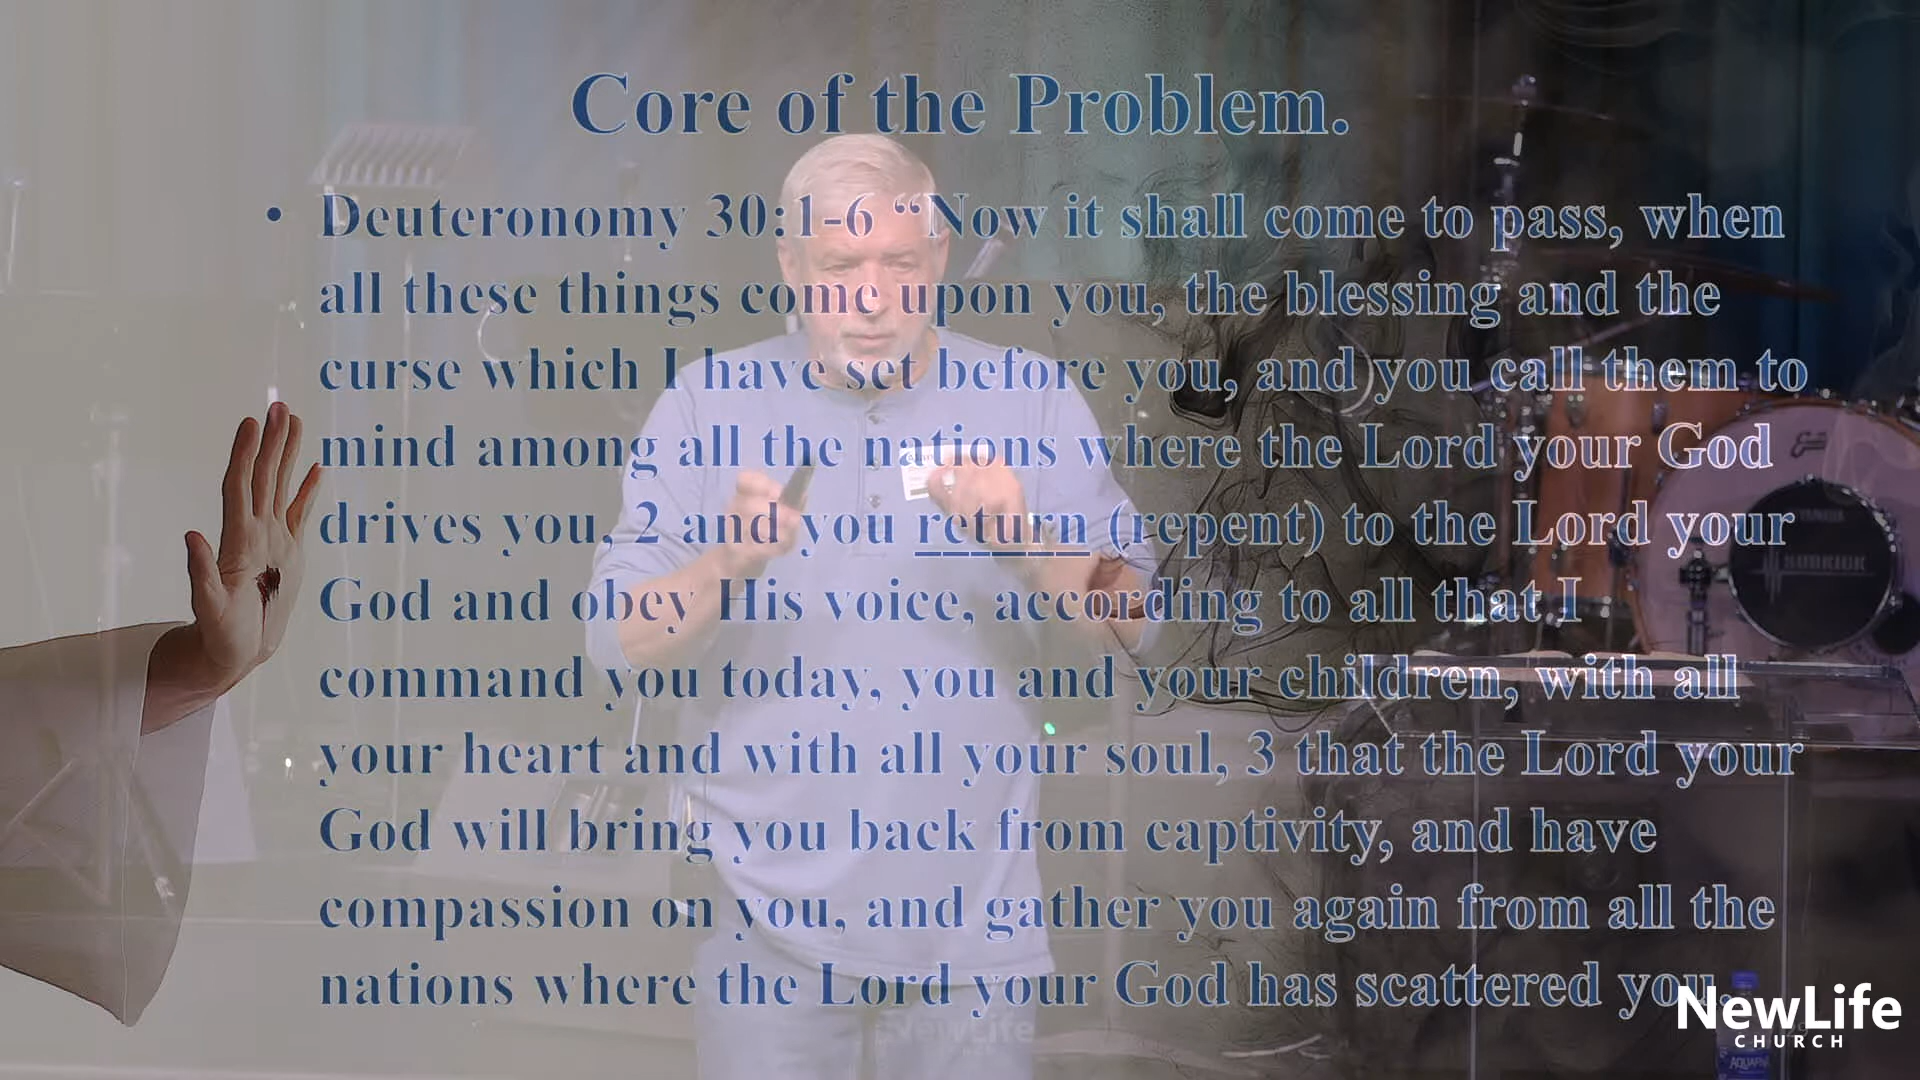 Core of the Problem.
• Deuteronomy 30:1-6 “Now it shall come to pass, when
all these things come upon you, the blessing and the
curse which I have set before you, and you call them to
mind among all the nations where the Lord your God
drives you, 2 and you return (repent) to the Lord your
God and obey His voice, according to all that I
command you today, you and your children, with all
your heart and with all your soul, 3 that the Lord your
God will bring you back from captivity, and have
compassion on you, and gather you again from all the
nations where the Lord your God has scattered you.
NewLife
CHURCH
NewLife
AQUAFINA